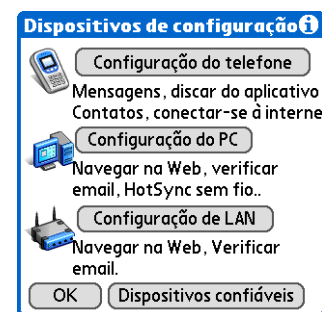 Dispositivos de configuração
Configuração do telefone
Mensagens, discar do aplicativo
Contatos, conectar-se à interne
Configuração do PC
Navegar na Web, verificar
email, HotSync sem fio..
Configuração de LAN
Navegar na Web, Verificar
email.
OK Dispositivos confiáveis